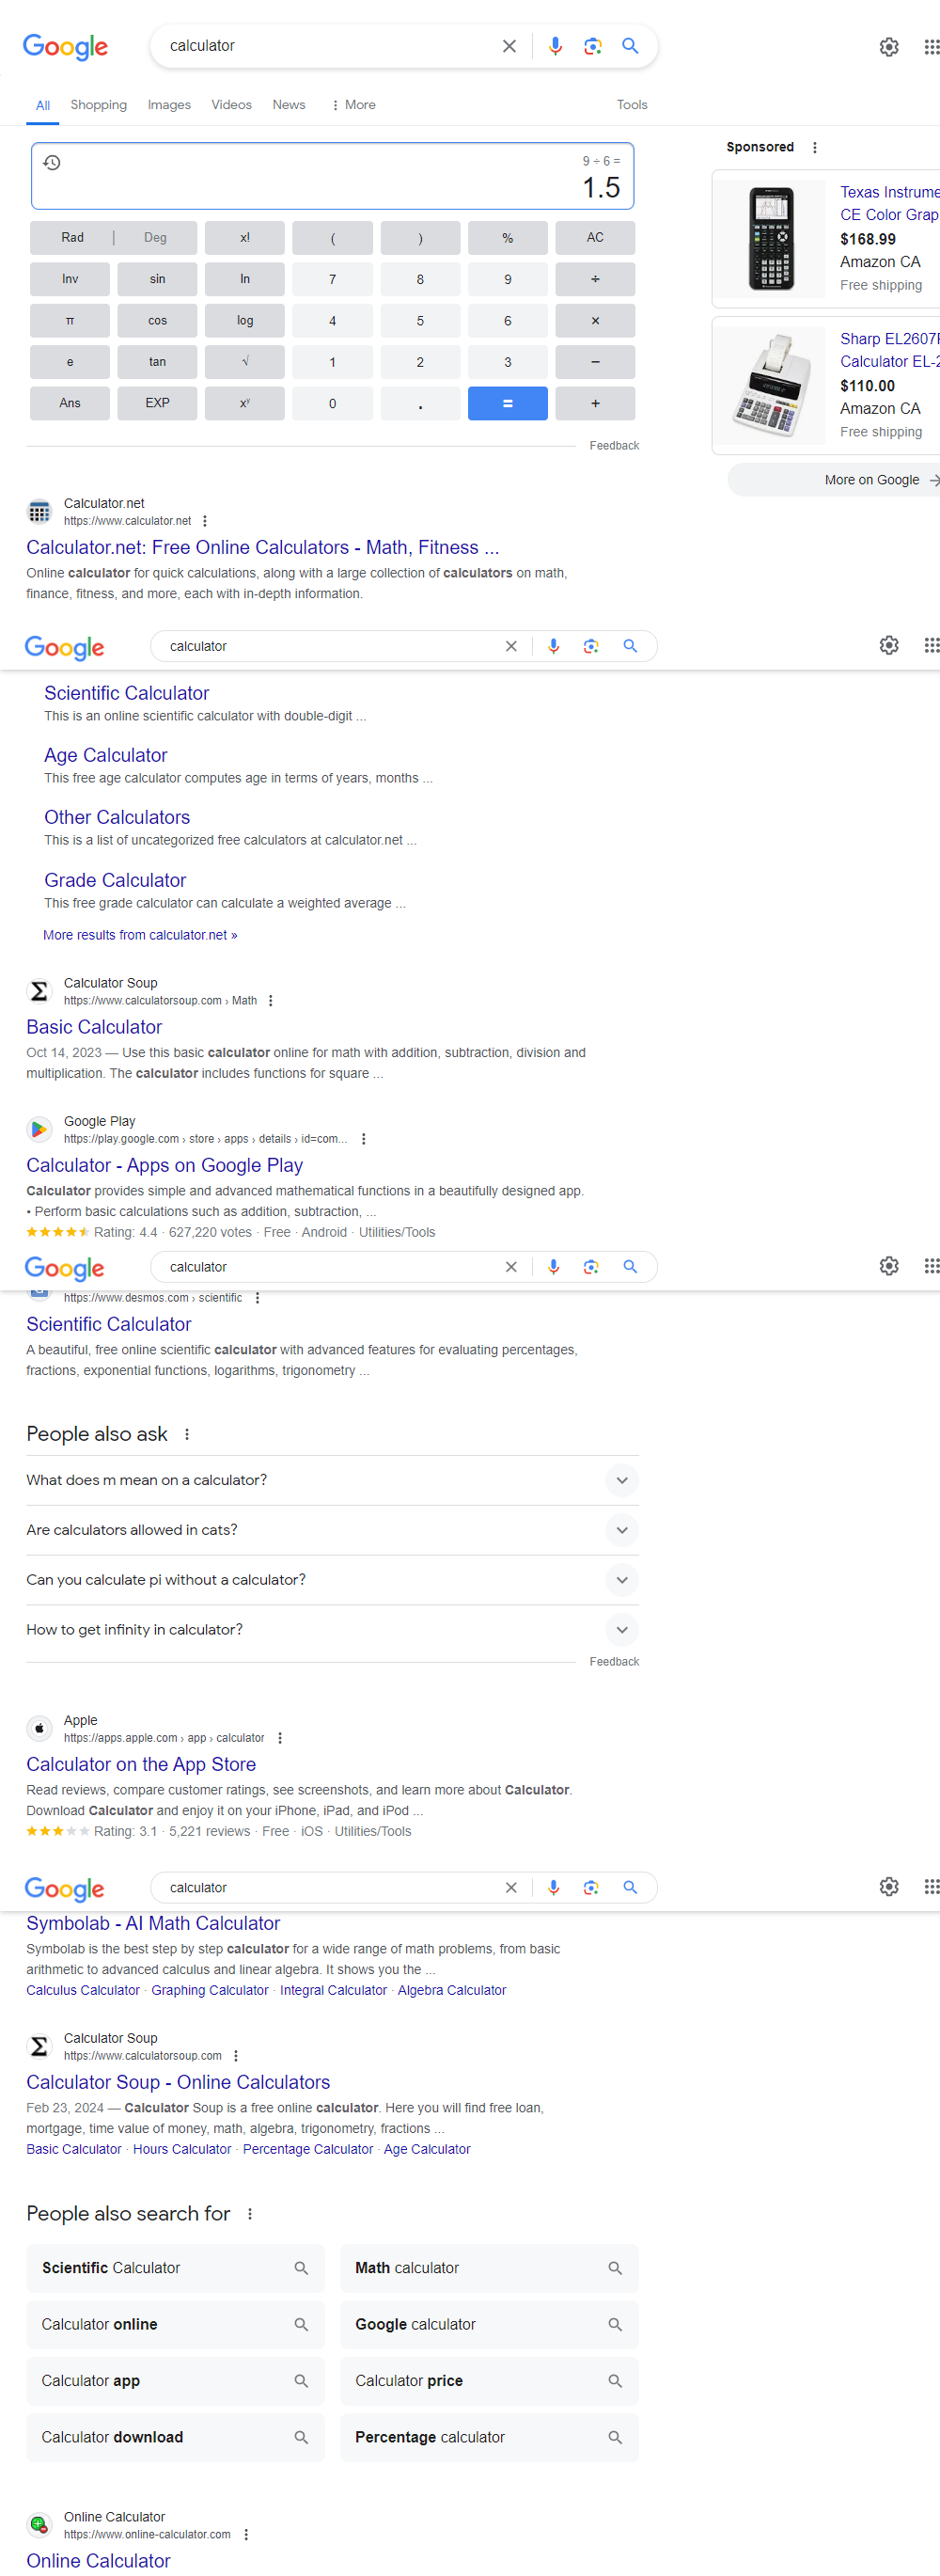 Google
calculator
All Shopping Images Videos News More Tools
9 ÷ 6 =
1.5
Rad | Deg x! ( ) % AC
Inv sin ln 7 8 9 ÷
π cos log 4 5 6 ×
e tan √ 1 2 3 −
Ans EXP xʸ 0 . = +
Feedback
Sponsored
Texas Instrume
CE Color Grap
$168.99
Amazon CA
Free shipping
Sharp EL2607
Calculator EL-2
$110.00
Amazon CA
Free shipping
More on Google
Calculator.net
https://www.calculator.net
Calculator.net: Free Online Calculators - Math, Fitness ...
Online calculator for quick calculations, along with a large collection of calculators on math,
finance, fitness, and more, each with in-depth information.
Google
calculator
Scientific Calculator
This is an online scientific calculator with double-digit ...
Age Calculator
This free age calculator computes age in terms of years, months ...
Other Calculators
This is a list of uncategorized free calculators at calculator.net ...
Grade Calculator
This free grade calculator can calculate a weighted average ...
More results from calculator.net »
Calculator Soup
https://www.calculatorsoup.com › Math
Basic Calculator
Oct 14, 2023 — Use this basic calculator online for math with addition, subtraction, division and
multiplication. The calculator includes functions for square ...
Google Play
https://play.google.com › store › apps › details › id=com...
Calculator - Apps on Google Play
Calculator provides simple and advanced mathematical functions in a beautifully designed app.
• Perform basic calculations such as addition, subtraction, ...
Rating: 4.4 · 627,220 votes · Free · Android · Utilities/Tools
Google
calculator
https://www.desmos.com › scientific
Scientific Calculator
A beautiful, free online scientific calculator with advanced features for evaluating percentages,
fractions, exponential functions, logarithms, trigonometry ...
People also ask
What does m mean on a calculator?
Are calculators allowed in cats?
Can you calculate pi without a calculator?
How to get infinity in calculator?
Feedback
Apple
https://apps.apple.com › app › calculator
Calculator on the App Store
Read reviews, compare customer ratings, see screenshots, and learn more about Calculator.
Download Calculator and enjoy it on your iPhone, iPad, and iPod ...
Rating: 3.1 · 5,221 reviews · Free · iOS · Utilities/Tools
Google
calculator
Symbolab - AI Math Calculator
Symbolab is the best step by step calculator for a wide range of math problems, from basic
arithmetic to advanced calculus and linear algebra. It shows you the ...
Calculus Calculator · Graphing Calculator · Integral Calculator · Algebra Calculator
Calculator Soup
https://www.calculatorsoup.com
Calculator Soup - Online Calculators
Feb 23, 2024 — Calculator Soup is a free online calculator. Here you will find free loan,
mortgage, time value of money, math, algebra, trigonometry, fractions ...
Basic Calculator · Hours Calculator · Percentage Calculator · Age Calculator
People also search for
Scientific Calculator
Math calculator
Calculator online
Google calculator
Calculator app
Calculator price
Calculator download
Percentage calculator
Online Calculator
https://www.online-calculator.com
Online Calculator